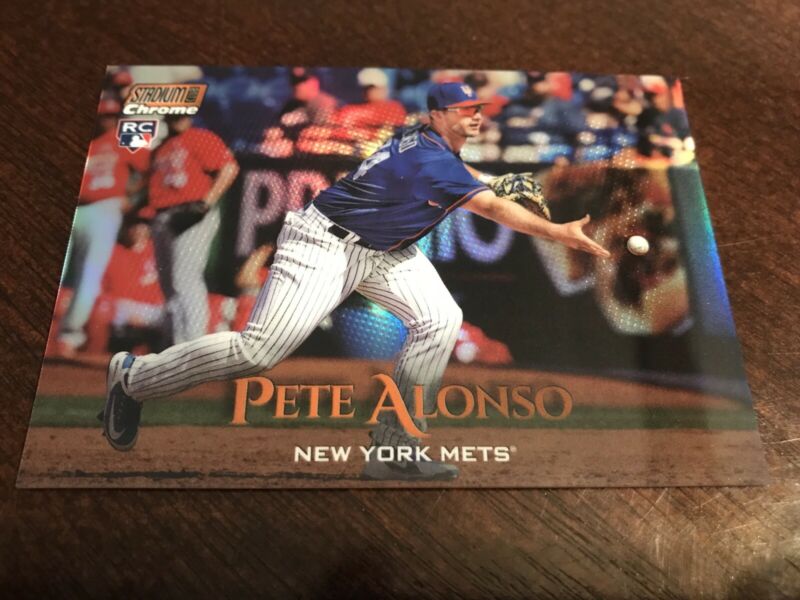 STADIUM
Chrome
RC
PETE ALONSO
NEW YORK METS